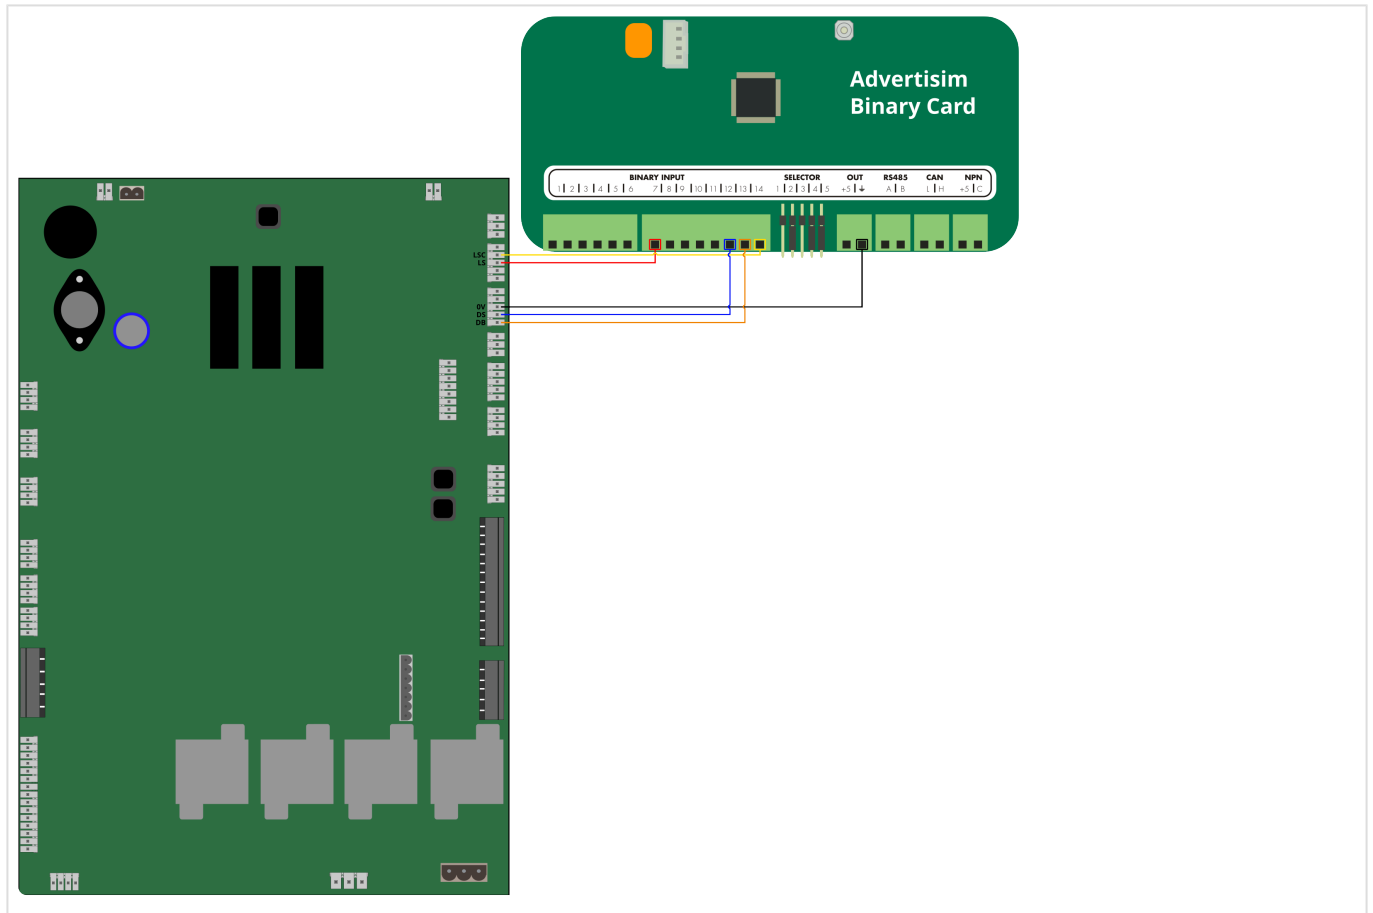 Advertisim
Binary Card
BINARY INPUT SELECTOR OUT RS485 CAN NPN
1 2 3 4 5 6 7 8 9 10 11 12 13 14 1 2 3 4 5 +5 A B L H +5 C
LSC
LS
0V
DS
DB